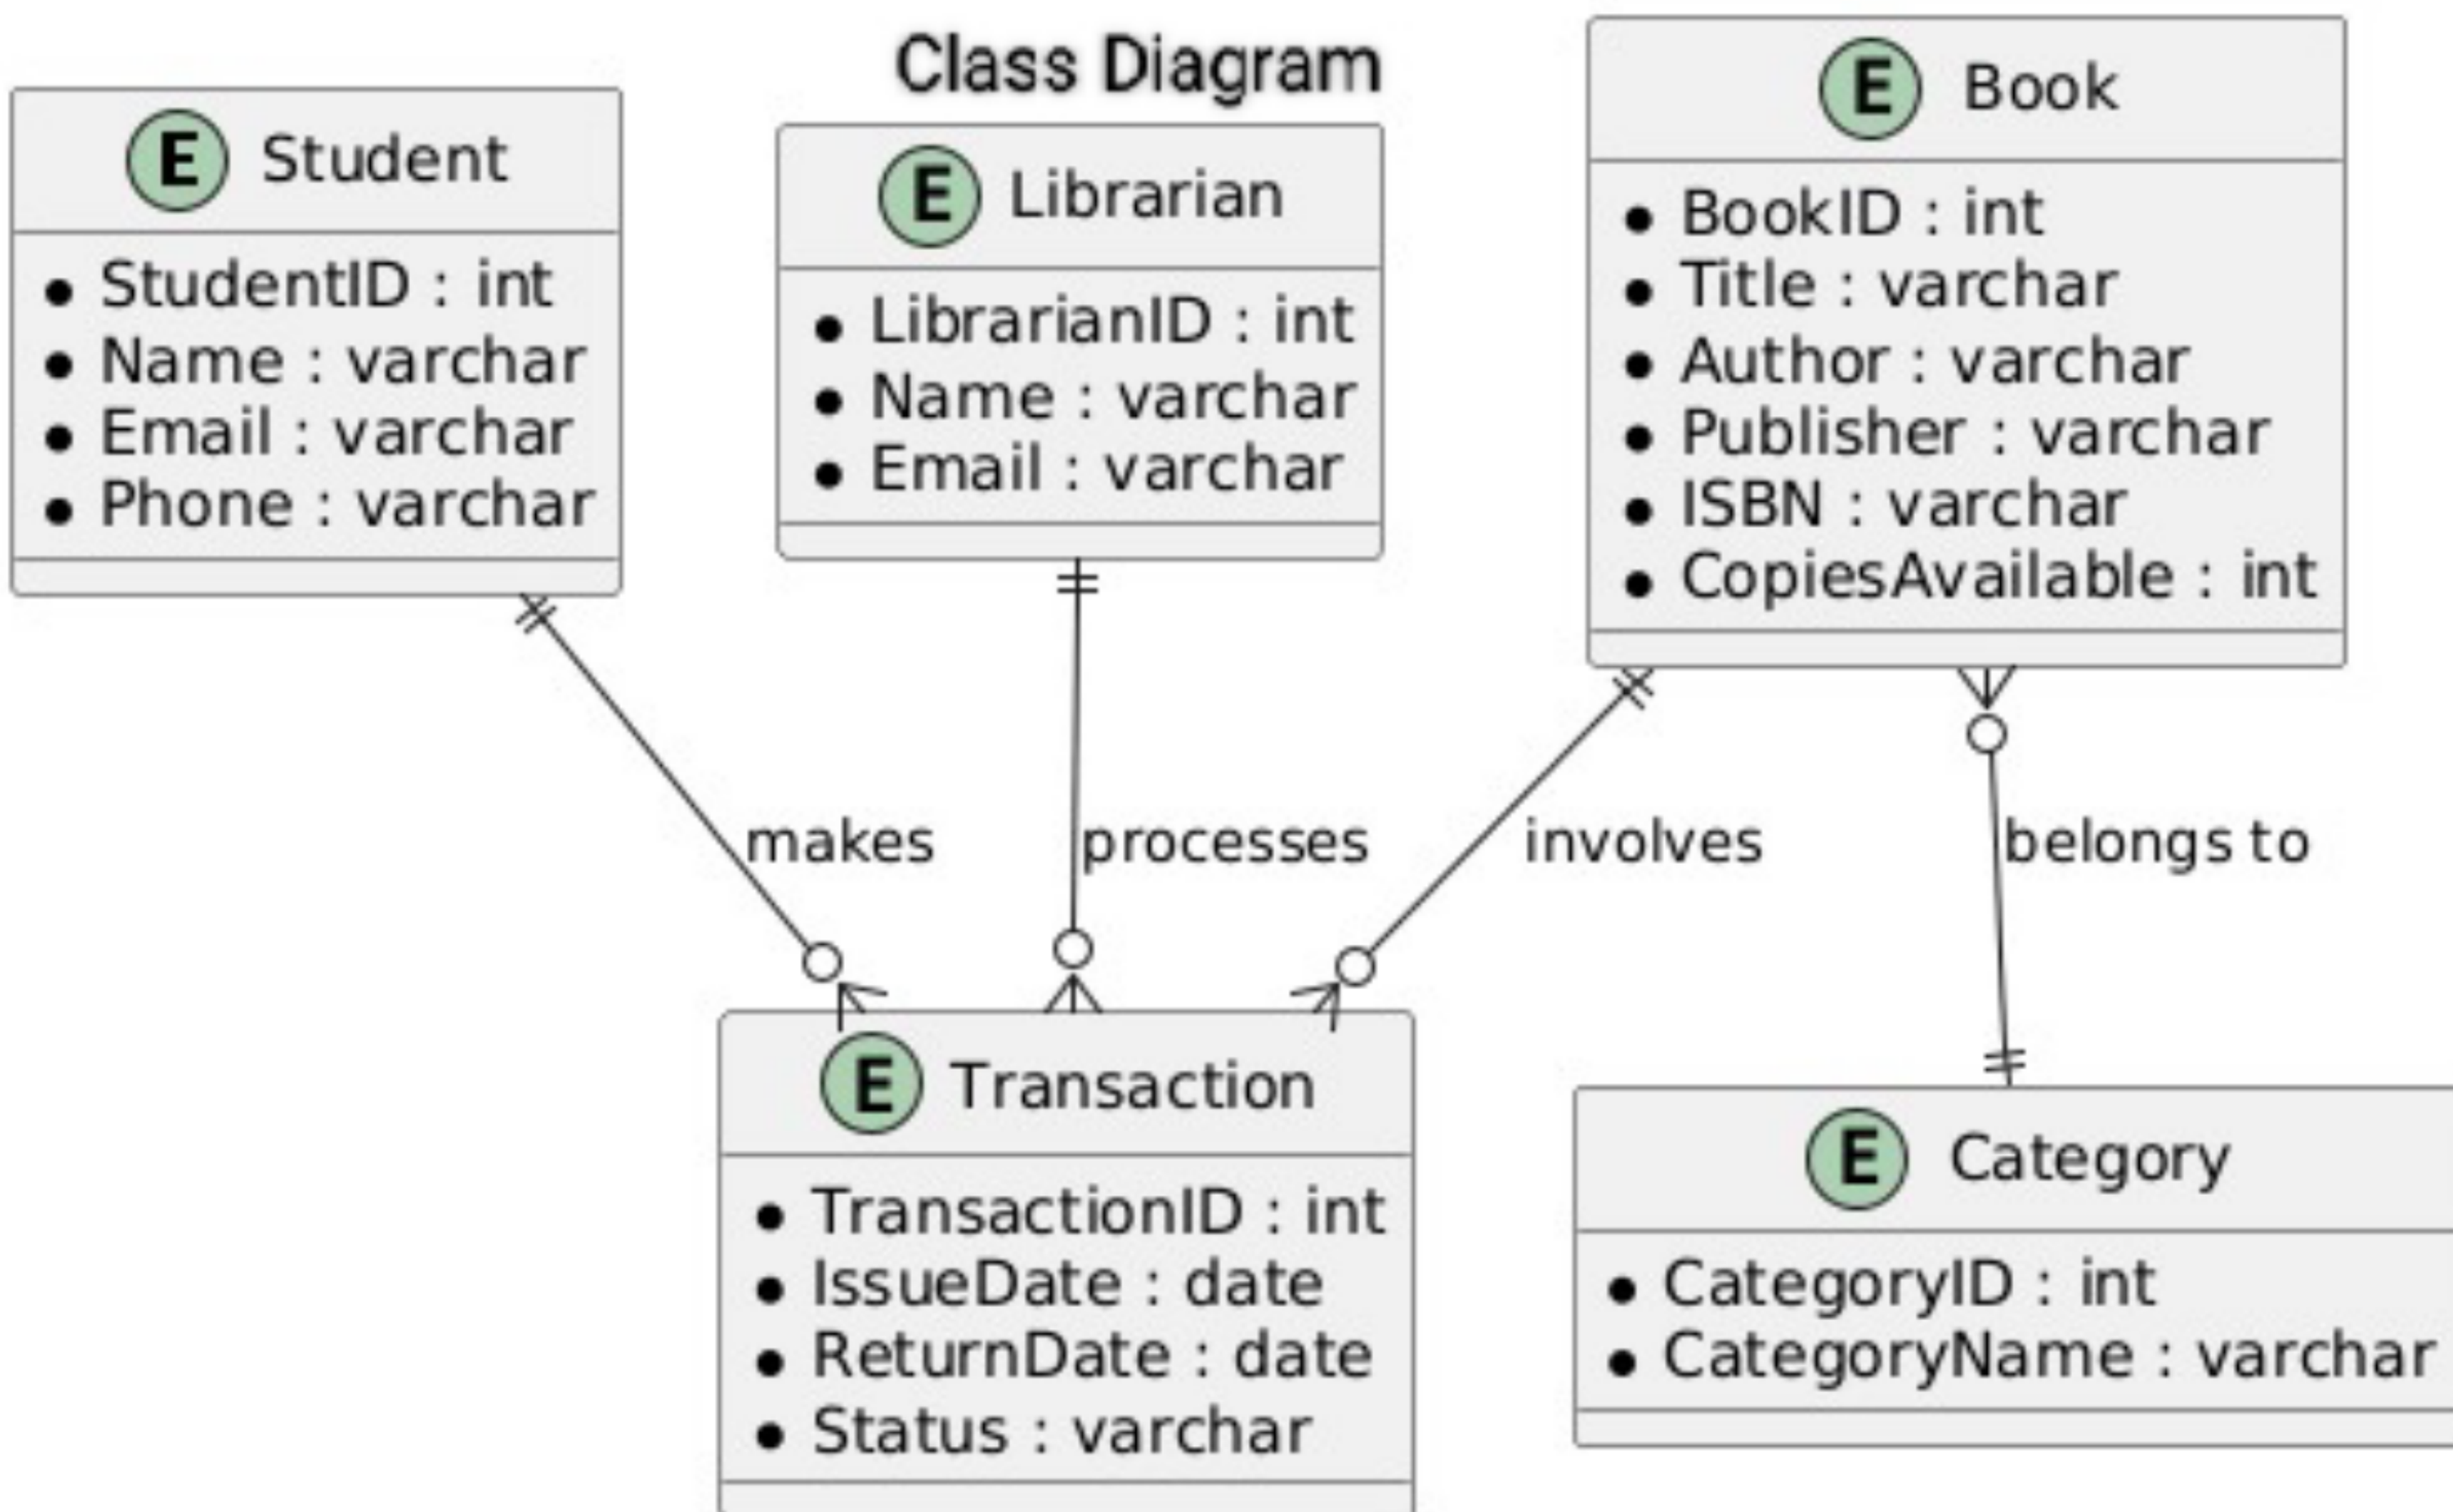 Class Diagram
E Student
StudentID : int
Name : varchar
Email : varchar
Phone : varchar
E Librarian
LibrarianID : int
Name : varchar
Email : varchar
E Book
BookID : int
Title : varchar
Author : varchar
Publisher : varchar
ISBN : varchar
CopiesAvailable : int
makes
processes
involves
belongs to
E Transaction
TransactionID : int
IssueDate : date
ReturnDate : date
Status : varchar
E Category
CategoryID : int
CategoryName : varchar